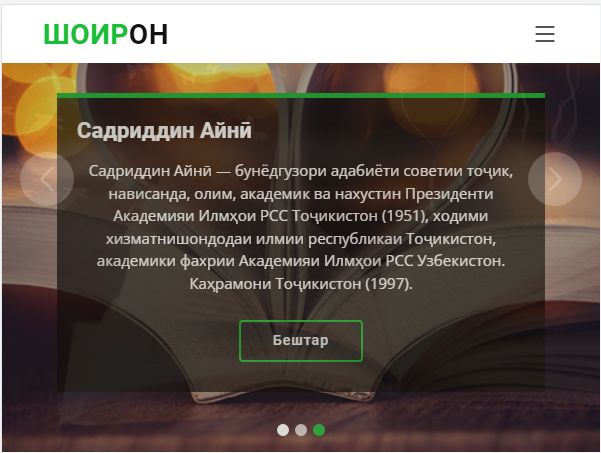 ШОИРОН
Садриддин Айнӣ
Садриддин Айнӣ — бунёдгузори адабиёти советии тоҷик,
нависанда, олим, академик ва нахустин Президенти
Академияи Илмҳои РСС Тоҷикистон (1951), ходими
хизматнишондодаи илмии республикаи Тоҷикистон,
академики фахрии Академияи Илмҳои РСС Узбекистон.
Қаҳрамони Тоҷикистон (1997).
Бештар